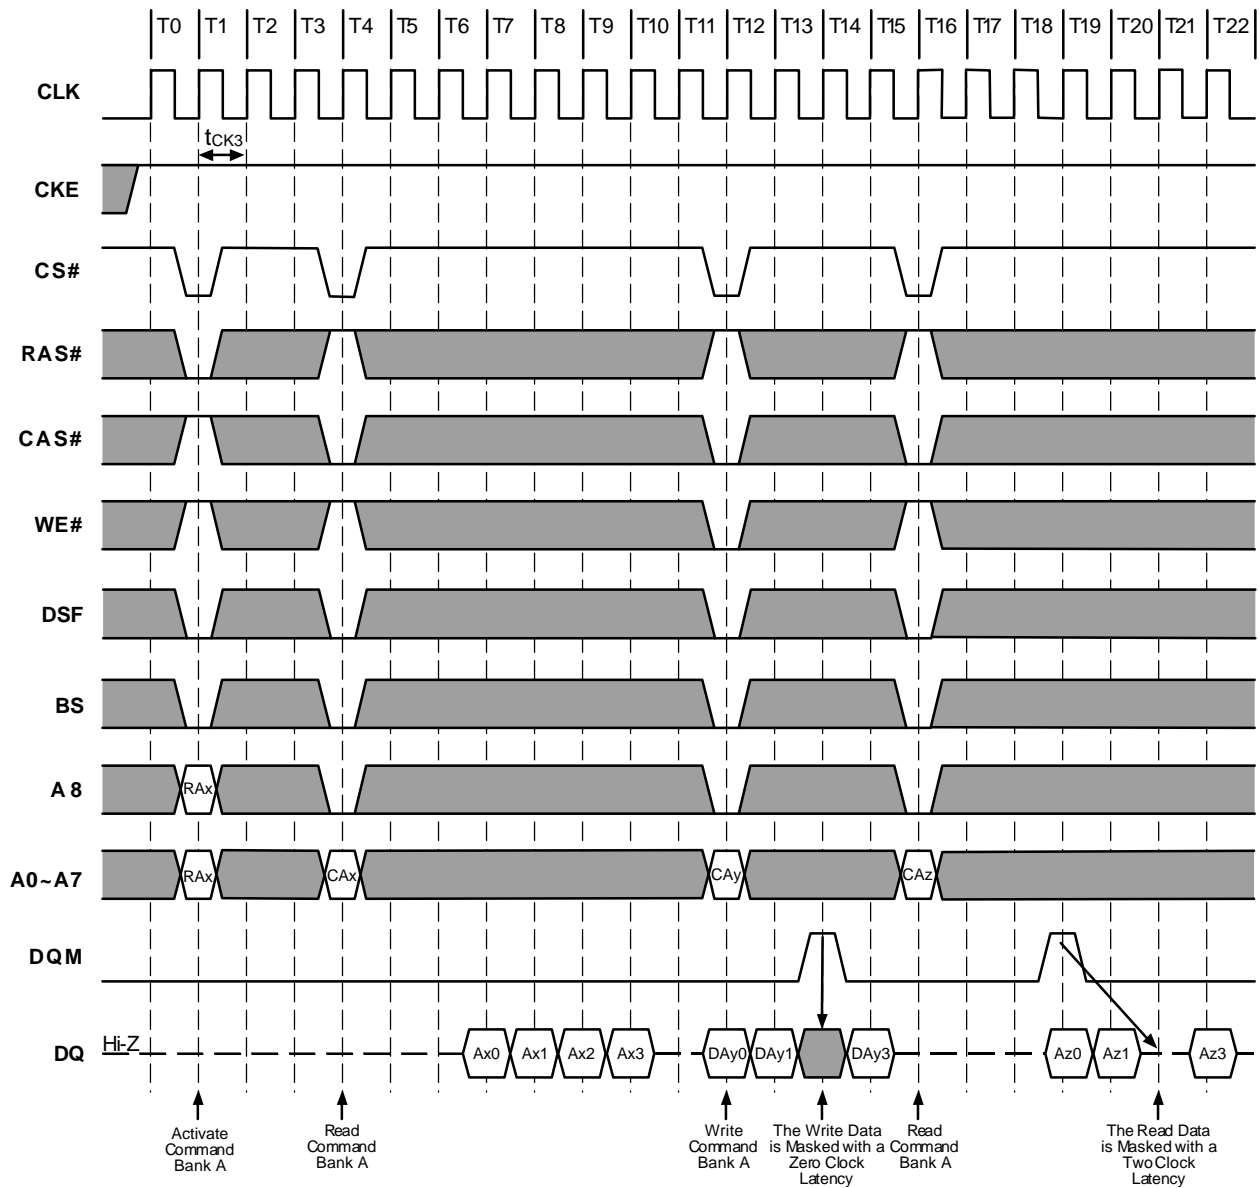 T0 T1 T2 T3 T4 T5 T6 T7 T8 T9 T10 T11 T12 T13 T14 T15 T16 T17 T18 T19 T20 T21 T22
CLK
tCK3
CKE
CS#
RAS#
CAS#
WE#
DSF
BS
A8
RAx
A0~A7
RAx CAx CAy CAz
DQM
DQ
Hi-Z
Ax0 Ax1 Ax2 Ax3 DAy0 DAy1 DAy3 Az0 Az1 Az3
Activate
Command
Bank A
Read
Command
Bank A
Write
Command
Bank A
The Write Data
is Masked with a
Zero Clock
Latency
Read
Command
Bank A
The Read Data
is Masked with a
Two Clock
Latency